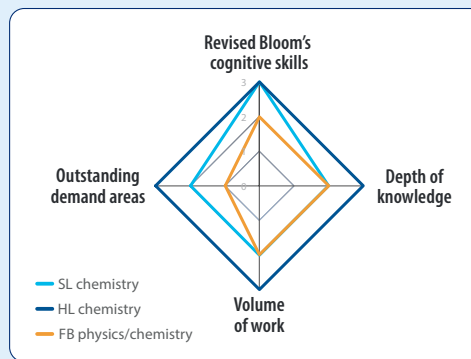 Revised Bloom’s
cognitive skills
3
2
Outstanding
demand areas
0
Depth of
knowledge
SL chemistry
HL chemistry
FB physics/chemistry
Volume
of work